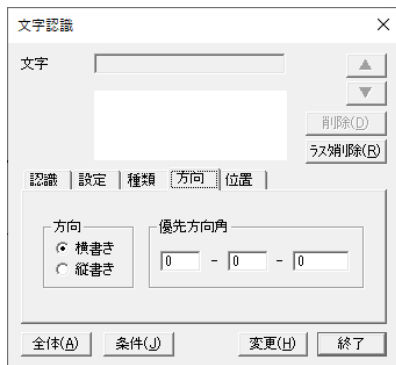 文字認識
文字
削除(D)
ラスタ削除(R)
認識 設定 種類 方向 位置
方向
横書き
縦書き
優先方向角
0 - 0 - 0
全体(A) 条件(J) 変更(H) 終了